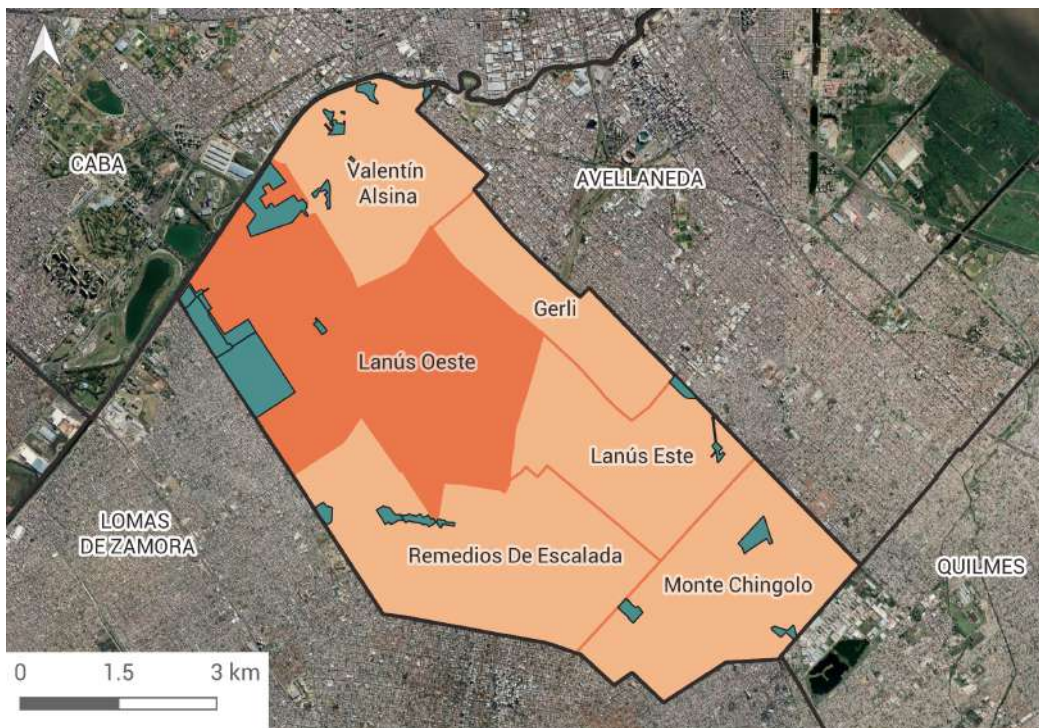 CABA
Valentín
Alsina
AVELLANEDA
Gerli
Lanús Oeste
Lanús Este
LOMAS
DE ZAMORA
Remedios De Escalada
Monte Chingolo
QUILMES
0 1.5 3 km